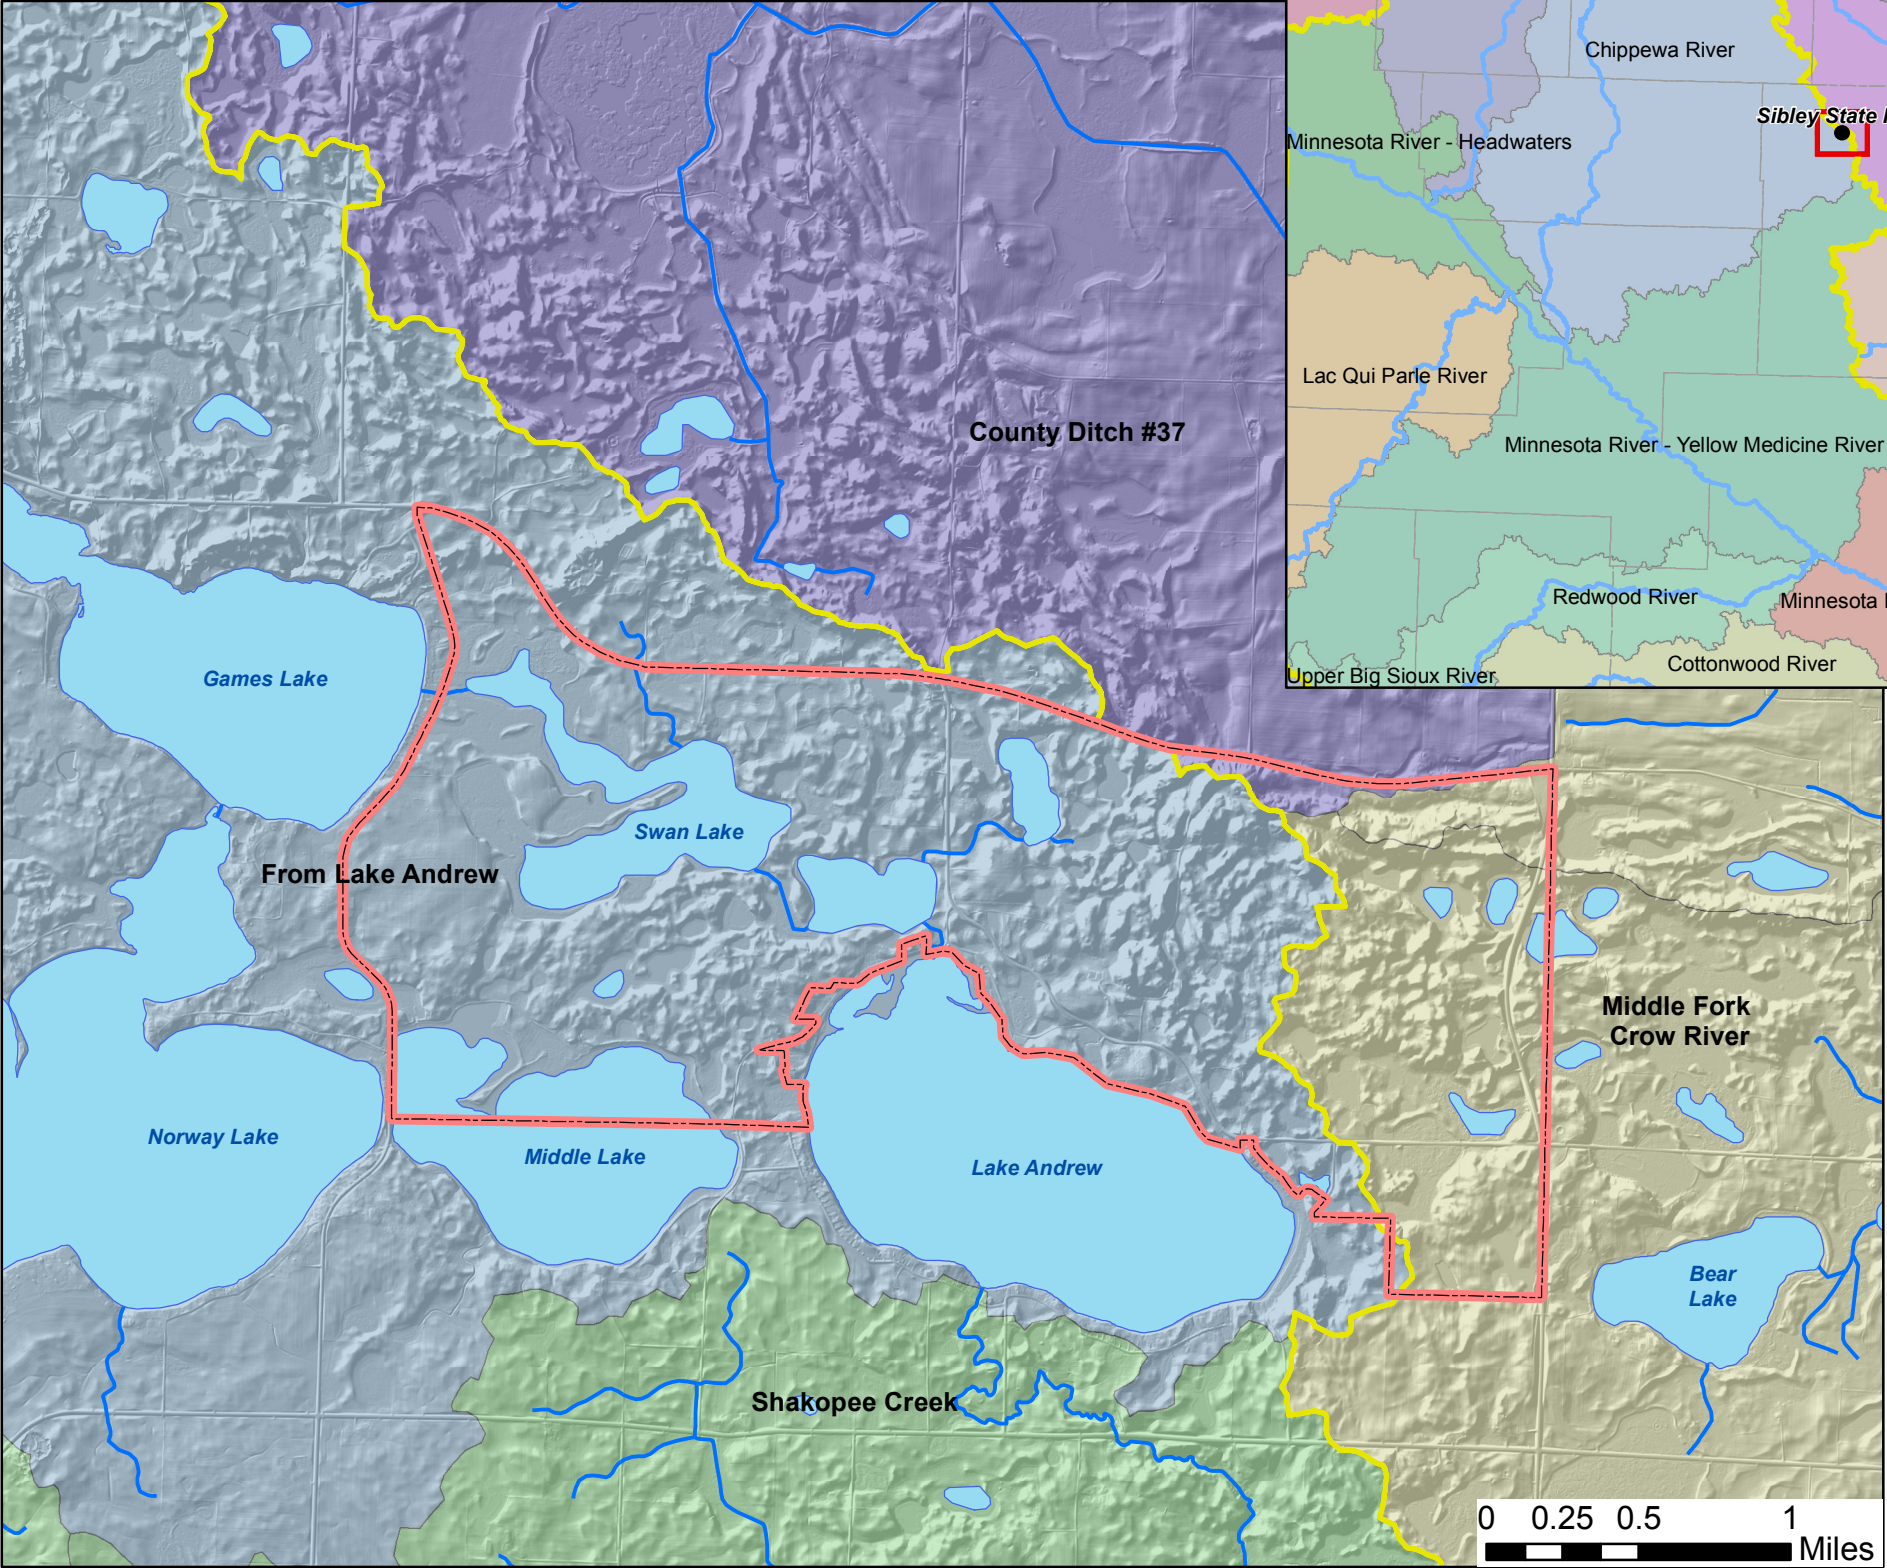 Chippewa River
Sibley State
Minnesota River - Headwaters
Lac Qui Parle River
Minnesota River - Yellow Medicine River
Redwood River
Minnesota
Cottonwood River
Upper Big Sioux River
County Ditch #37
Games Lake
Swan Lake
From Lake Andrew
Middle Fork
Crow River
Norway Lake
Middle Lake
Lake Andrew
Bear
Lake
Shakopee Creek
0 0.25 0.5 1
Miles